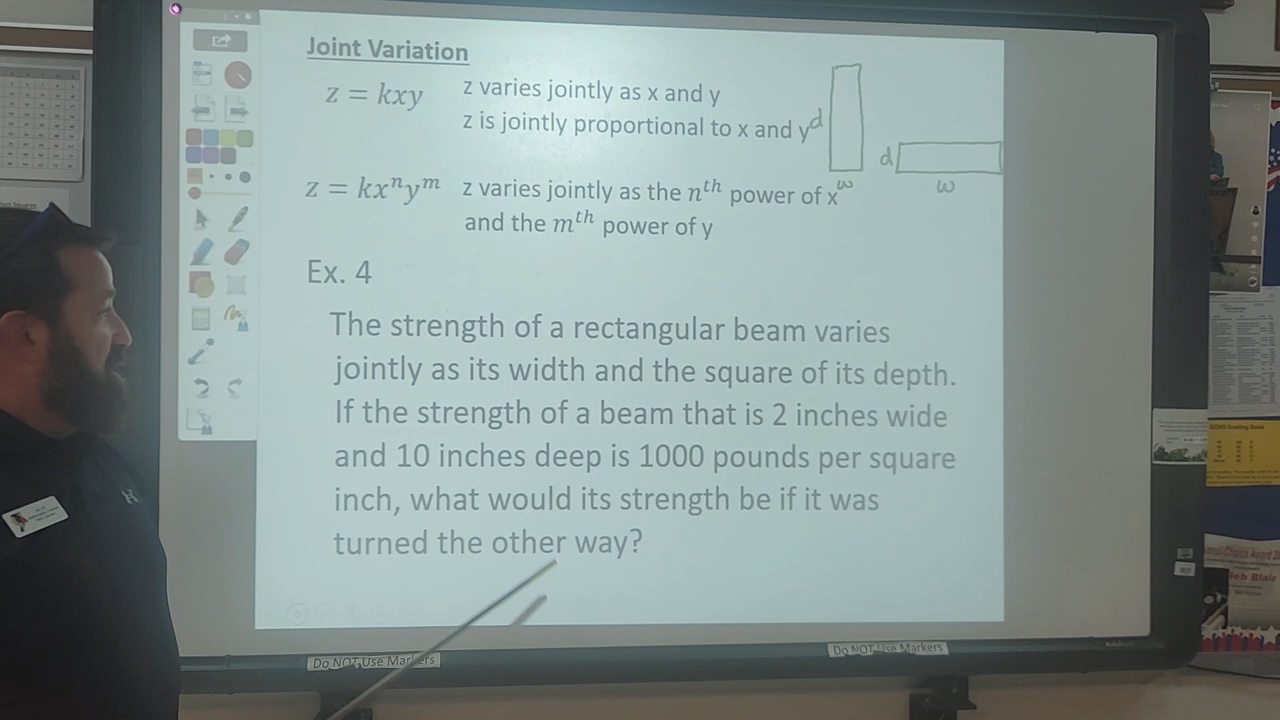 Joint Variation
z = kxy z varies jointly as x and y
z is jointly proportional to x and y
d
d
w
w
z = kxⁿyᵐ z varies jointly as the nᵗʰ power of x
and the mᵗʰ power of y
Ex. 4
The strength of a rectangular beam varies
jointly as its width and the square of its depth.
If the strength of a beam that is 2 inches wide
and 10 inches deep is 1000 pounds per square
inch, what would its strength be if it was
turned the other way?
Do NOT Use Markers
Do NOT Use Markers